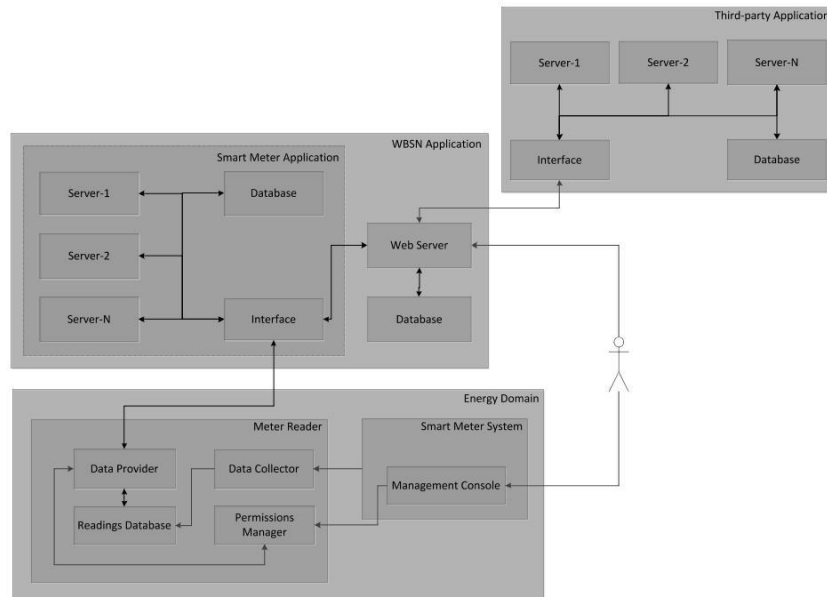 Third-party Application
Server-1
Server-2
Server-N
Interface
Database
WBSN Application
Smart Meter Application
Server-1
Database
Server-2
Web Server
Server-N
Interface
Database
Energy Domain
Meter Reader
Smart Meter System
Data Provider
Data Collector
Management Console
Readings Database
Permissions
Manager